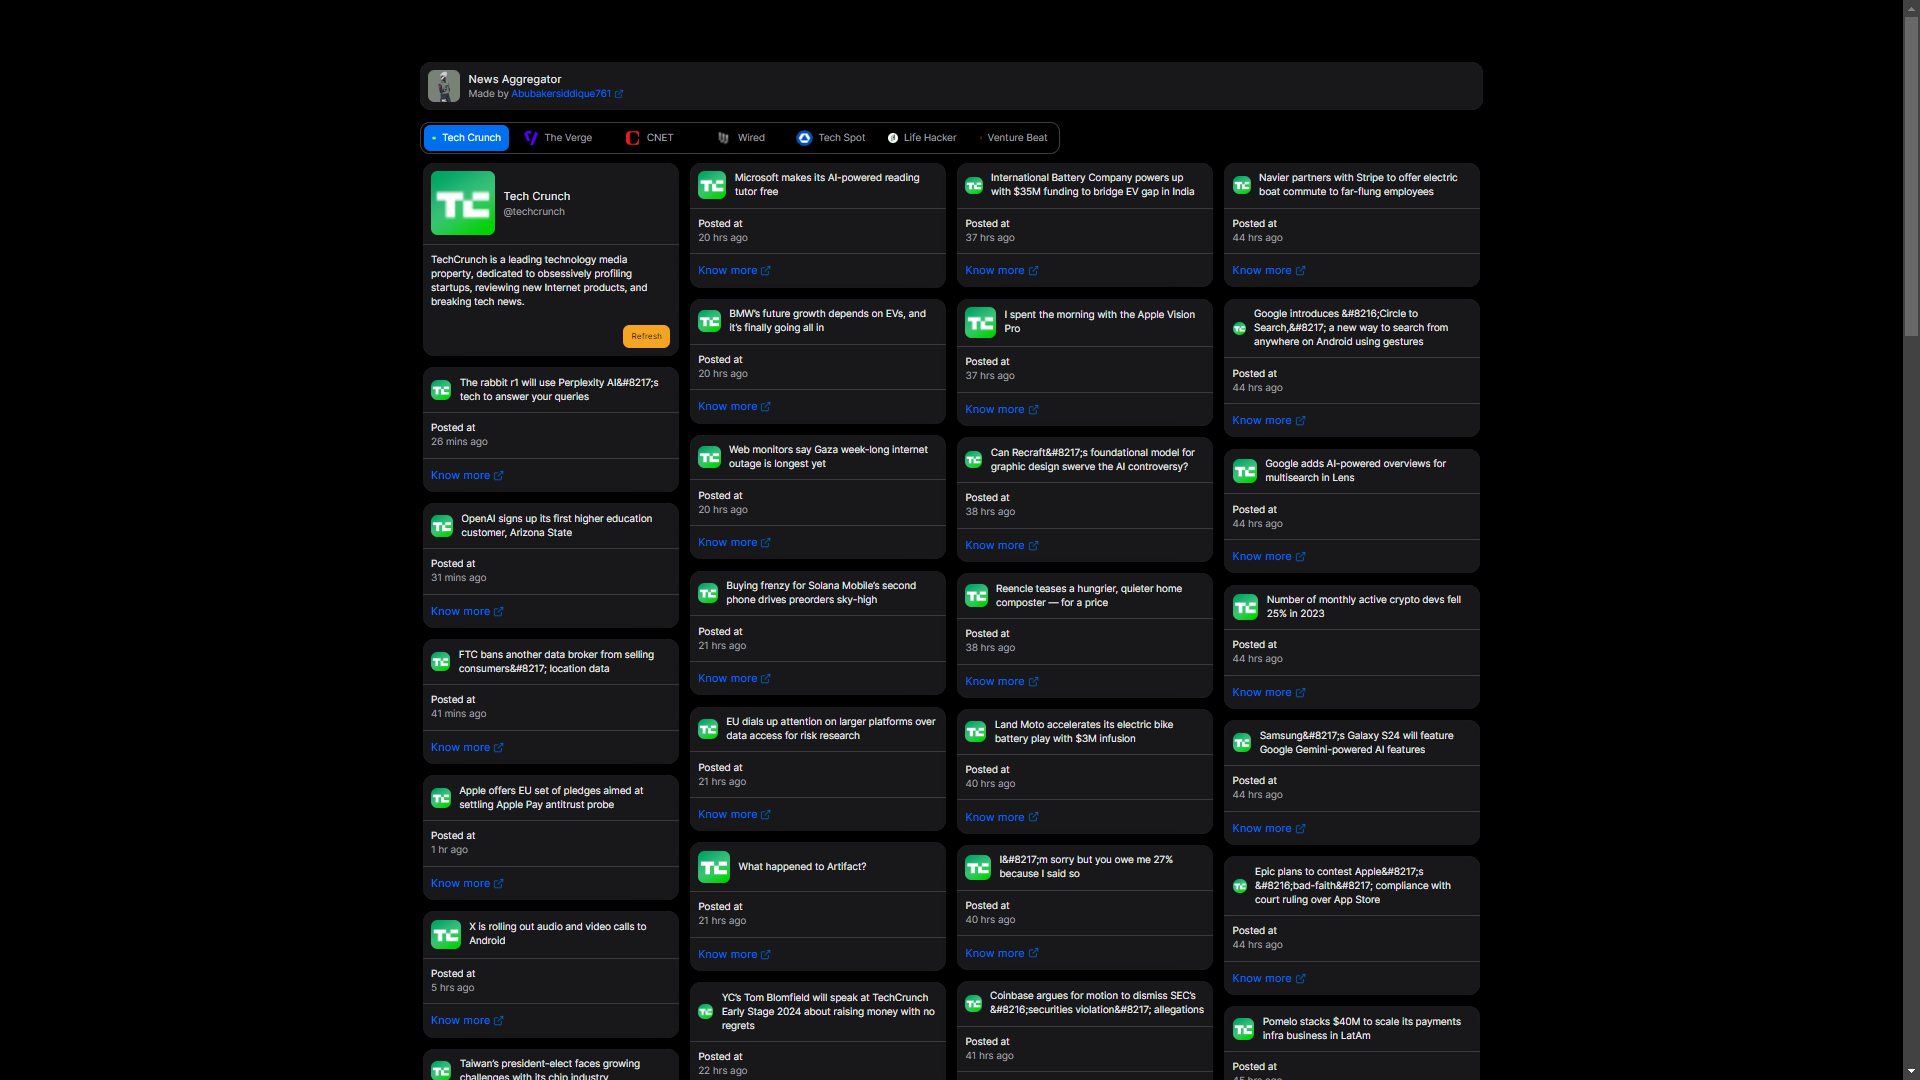 News Aggregator
Made by Abubakersiddique761
Tech Crunch
The Verge
CNET
Wired
Tech Spot
Life Hacker
Venture Beat
Tech Crunch
@techcrunch
TechCrunch is a leading technology media
property, dedicated to obsessively profiling
startups, reviewing new Internet products, and
breaking tech news.
Refresh
The rabbit r1 will use Perplexity AI&#8217;s
tech to answer your queries
Posted at
26 mins ago
Know more
OpenAI signs up its first higher education
customer, Arizona State
Posted at
31 mins ago
Know more
FTC bans another data broker from selling
consumers&#8217; location data
Posted at
41 mins ago
Know more
Apple offers EU set of pledges aimed at
settling Apple Pay antitrust probe
Posted at
1 hr ago
Know more
X is rolling out audio and video calls to
Android
Posted at
5 hrs ago
Know more
Taiwan's president-elect faces growing
challenges with its chip industry
Microsoft makes its AI-powered reading
tutor free
Posted at
20 hrs ago
Know more
BMW's future growth depends on EVs, and
it's finally going all in
Posted at
20 hrs ago
Know more
Web monitors say Gaza week-long internet
outage is longest yet
Posted at
20 hrs ago
Know more
Buying frenzy for Solana Mobile's second
phone drives preorders sky-high
Posted at
21 hrs ago
Know more
EU dials up attention on larger platforms over
data access for risk research
Posted at
21 hrs ago
Know more
What happened to Artifact?
Posted at
21 hrs ago
Know more
YC's Tom Blomfield will speak at TechCrunch
Early Stage 2024 about raising money with no
regrets
Posted at
22 hrs ago
International Battery Company powers up
with $35M funding to bridge EV gap in India
Posted at
37 hrs ago
Know more
I spent the morning with the Apple Vision
Pro
Posted at
37 hrs ago
Know more
Can Recraft&#8217;s foundational model for
graphic design swerve the AI controversy?
Posted at
38 hrs ago
Know more
Reencle teases a hungrier, quieter home
composter — for a price
Posted at
38 hrs ago
Know more
Land Moto accelerates its electric bike
battery play with $3M infusion
Posted at
40 hrs ago
Know more
I&#8217;m sorry but you owe me 27%
because I said so
Posted at
40 hrs ago
Know more
Coinbase argues for motion to dismiss SEC's
&#8216;securities violation&#8217; allegations
Posted at
41 hrs ago
Navier partners with Stripe to offer electric
boat commute to far-flung employees
Posted at
44 hrs ago
Know more
Google introduces &#8216;Circle to
Search,&#8217; a new way to search from
anywhere on Android using gestures
Posted at
44 hrs ago
Know more
Google adds AI-powered overviews for
multisearch in Lens
Posted at
44 hrs ago
Know more
Number of monthly active crypto devs fell
25% in 2023
Posted at
44 hrs ago
Know more
Samsung&#8217;s Galaxy S24 will feature
Google Gemini-powered AI features
Posted at
44 hrs ago
Know more
Epic plans to contest Apple&#8217;s
&#8216;bad-faith&#8217; compliance with
court ruling over App Store
Posted at
44 hrs ago
Know more
Pomelo stacks $40M to scale its payments
infra business in LatAm
Posted at
45 hrs ago